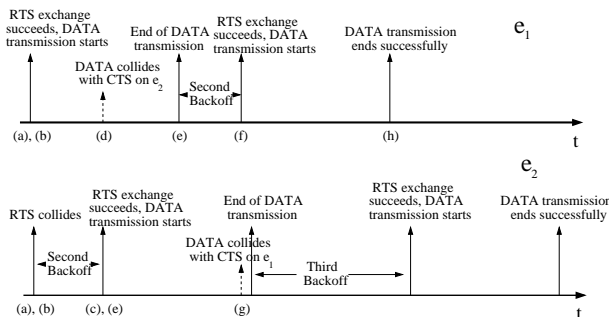 RTS exchange
succeeds, DATA
transmission starts
End of DATA
transmission
RTS exchange
succeeds, DATA
transmission starts
DATA transmission
ends successfully
e1
DATA collides
with CTS on e2
Second
Backoff
(a), (b)
(d)
(e)
(f)
(h)
t
e2
RTS collides
RTS exchange
succeeds, DATA
transmission starts
End of DATA
transmission
RTS exchange
succeeds, DATA
transmission starts
DATA transmission
ends successfully
Second
Backoff
DATA collides
with CTS on e1
Third
Backoff
(a), (b)
(c), (e)
(g)
t